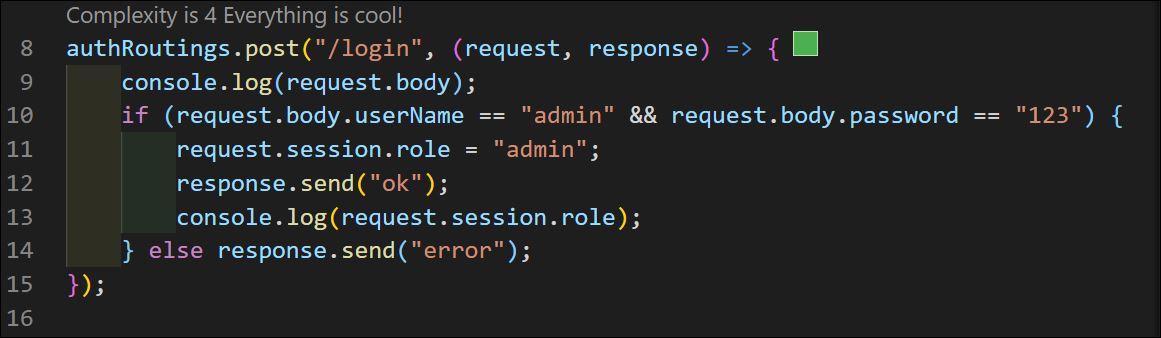 Complexity is 4 Everything is cool!
8 authRoutings.post("/login", (request, response) => {
9 console.log(request.body);
10 if (request.body.userName == "admin" && request.body.password == "123") {
11 request.session.role = "admin";
12 response.send("ok");
13 console.log(request.session.role);
14 } else response.send("error");
15 });
16